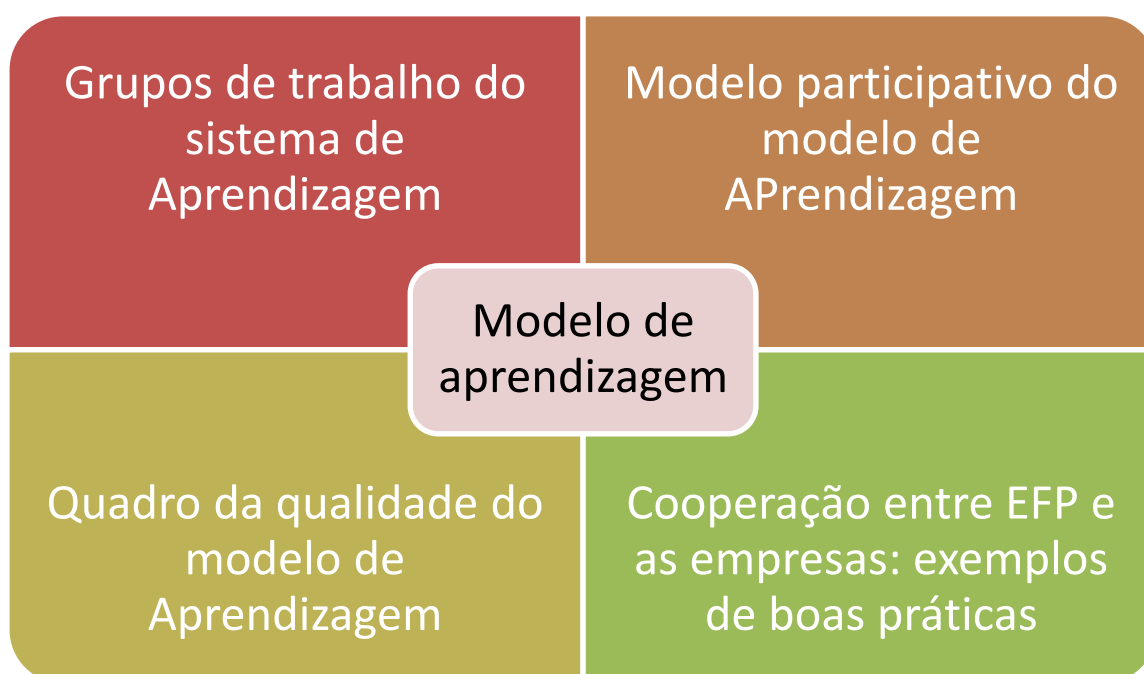 Grupos de trabalho do
sistema de
Aprendizagem
Modelo participativo do
modelo de
APrendizagem
Modelo de
aprendizagem
Quadro da qualidade do
modelo de
Aprendizagem
Cooperação entre EFP e
as empresas: exemplos
de boas práticas